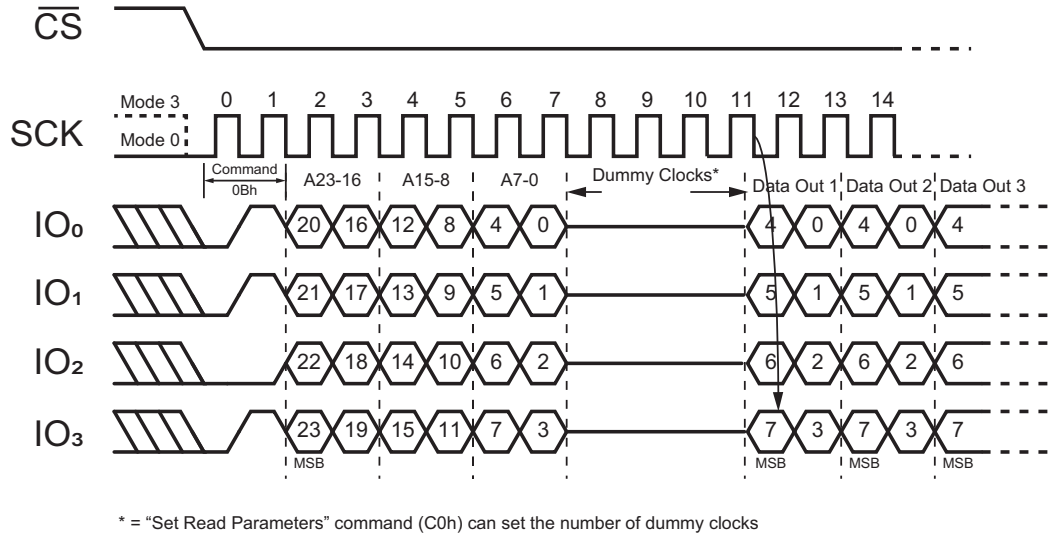 CS
Mode 3
0 1 2 3 4 5 6 7 8 9 10 11 12 13 14
SCK
Mode 0
Command
0Bh
A23-16
A15-8
A7-0
Dummy Clocks*
Data Out 1
Data Out 2
Data Out 3
IO₀
20 16 12 8 4 0 4 0 4 0 4
IO₁
21 17 13 9 5 1 5 1 5 1 5
IO₂
22 18 14 10 6 2 6 2 6 2 6
IO₃
23 19 15 11 7 3 7 3 7 3 7
MSB MSB MSB MSB
* = “Set Read Parameters” command (C0h) can set the number of dummy clocks